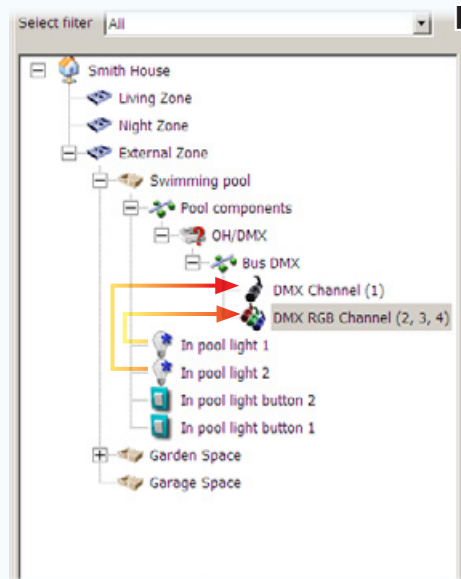 Select filter All
Smith House
Living Zone
Night Zone
External Zone
Swimming pool
Pool components
OH/DMX
Bus DMX
DMX Channel (1)
DMX RGB Channel (2, 3, 4)
In pool light 1
In pool light 2
In pool light button 2
In pool light button 1
Garden Space
Garage Space